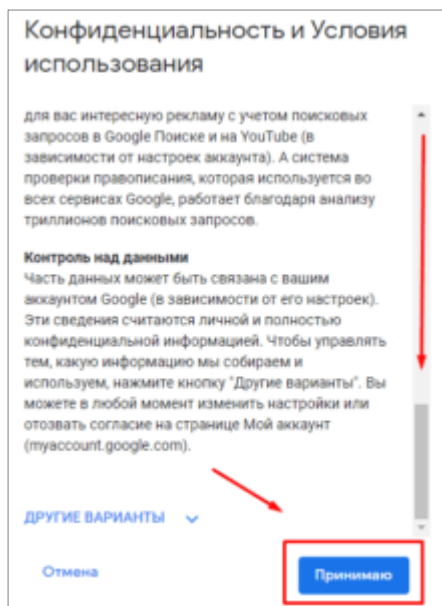 Конфиденциальность и Условия
использования
для вас интересную рекламу с учетом поисковых
запросов в Google Поиске и на YouTube (в
зависимости от настроек аккаунта). А система
проверки правописания, которая используется во
всех сервисах Google, работает благодаря анализу
триллионов поисковых запросов.
Контроль над данными
Часть данных может быть связана с вашим
аккаунтом Google (в зависимости от его настроек).
Эти сведения считаются личной и полностью
конфиденциальной информацией. Чтобы управлять
тем, какую информацию мы собираем и
используем, нажмите кнопку "Другие варианты". Вы
можете в любой момент изменить настройки или
отозвать согласие на странице Мой аккаунт
(myaccount.google.com).
ДРУГИЕ ВАРИАНТЫ
Отмена
Принимаю